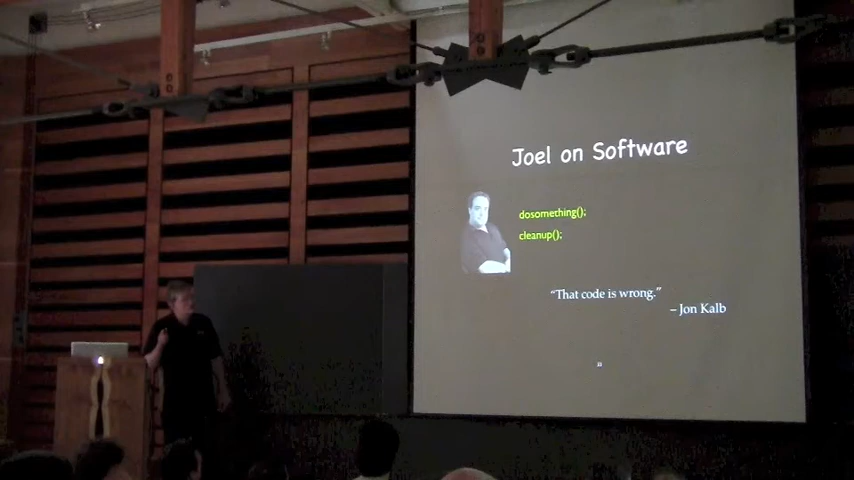 Joel on Software
dosomething();
cleanup();
“That code is wrong.”
– Jon Kalb